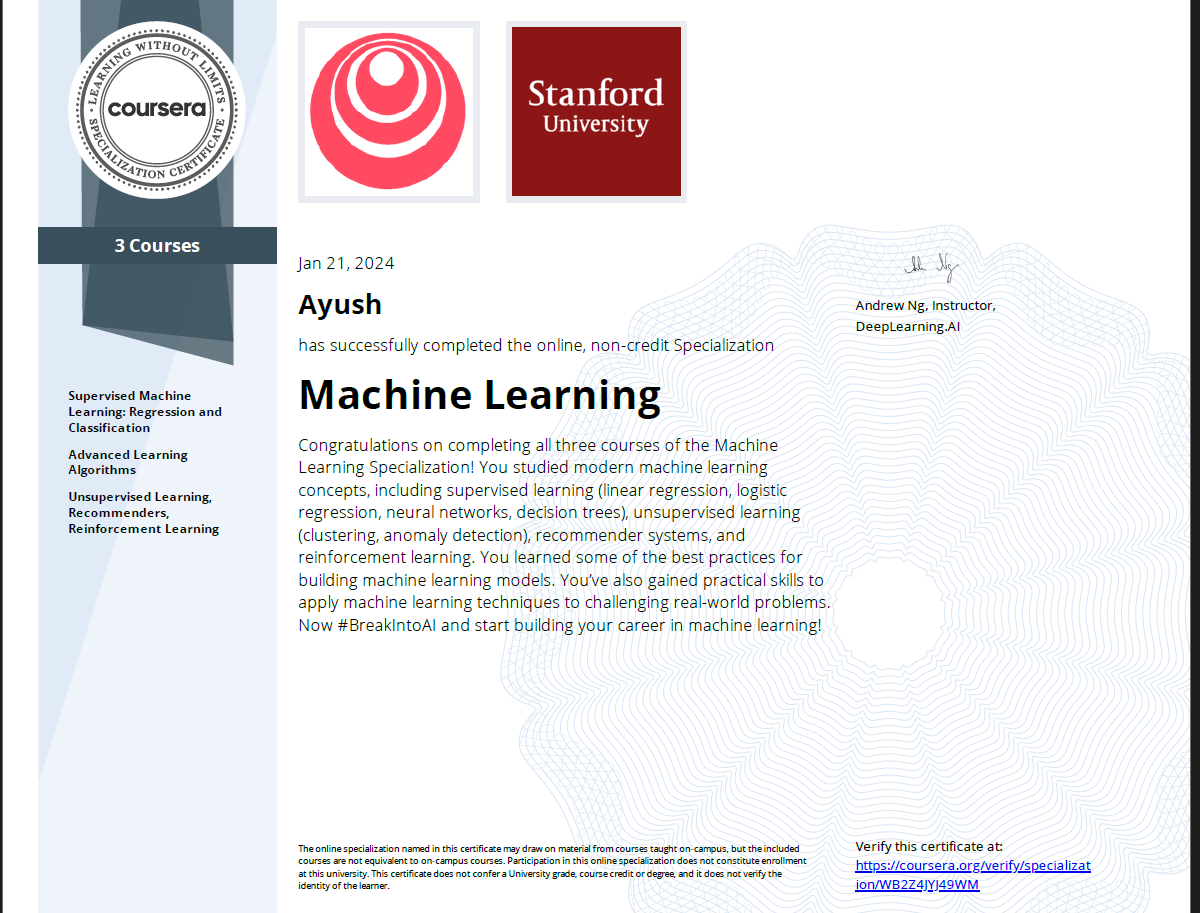 LEARNING WITHOUT LIMITS
coursera
SPECIALIZATION CERTIFICATE
Stanford
University
3 Courses
Supervised Machine
Learning: Regression and
Classification
Advanced Learning
Algorithms
Unsupervised Learning,
Recommenders,
Reinforcement Learning
Jan 21, 2024
Ayush
has successfully completed the online, non-credit Specialization
Machine Learning
Congratulations on completing all three courses of the Machine
Learning Specialization! You studied modern machine learning
concepts, including supervised learning (linear regression, logistic
regression, neural networks, decision trees), unsupervised learning
(clustering, anomaly detection), recommender systems, and
reinforcement learning. You learned some of the best practices for
building machine learning models. You’ve also gained practical skills to
apply machine learning techniques to challenging real-world problems.
Now #BreakIntoAI and start building your career in machine learning!
Andrew Ng, Instructor,
DeepLearning.AI
The online specialization named in this certificate may draw on material from courses taught on-campus, but the included
courses are not equivalent to on-campus courses. Participation in this online specialization does not constitute enrollment
at this university. This certificate does not confer a University grade, course credit or degree, and it does not verify the
identity of the learner.
Verify this certificate at:
https://coursera.org/verify/specializat
ion/WB2Z4JYJ49WM